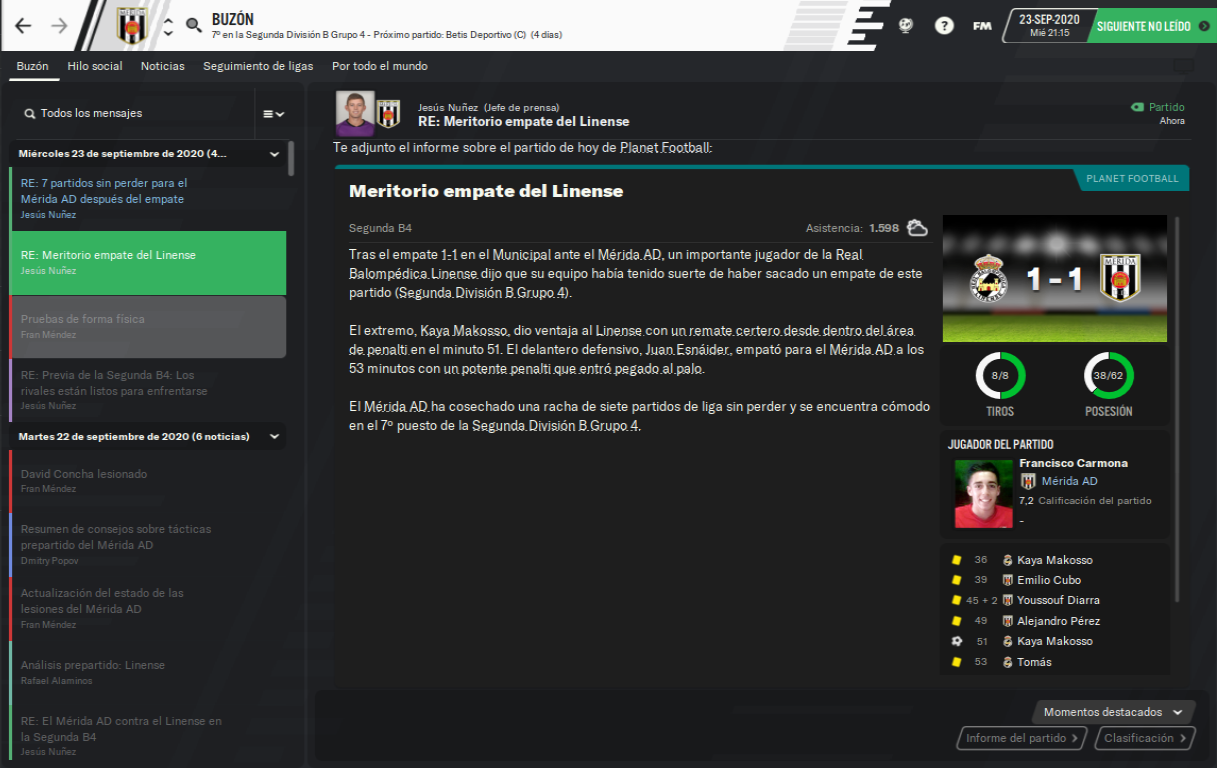 BUZÓN
7º en la Segunda División B Grupo 4 - Próximo partido: Betis Deportivo (C) (4 días)
FM
23-SEP-2020
Mié 21:15
SIGUIENTE NO LEÍDO
Buzón
Hilo social
Noticias
Seguimiento de ligas
Por todo el mundo
Todos los mensajes
Miércoles 23 de septiembre de 2020 (4...
RE: 7 partidos sin perder para el
Mérida AD después del empate
Jesús Nuñez
RE: Meritorio empate del Linense
Jesús Nuñez
Pruebas de forma física
Fran Méndez
RE: Previa de la Segunda B4: Los
rivales están listos para enfrentarse
Jesús Nuñez
Martes 22 de septiembre de 2020 (6 noticias)
David Concha lesionado
Fran Méndez
Resumen de consejos sobre tácticas
prepartido del Mérida AD
Dmitry Popov
Actualización del estado de las
lesiones del Mérida AD
Fran Méndez
Análisis prepartido: Linense
Rafael Alaminos
RE: El Mérida AD contra el Linense en
la Segunda B4
Jesús Nuñez
Jesús Nuñez (Jefe de prensa)
RE: Meritorio empate del Linense
Partido
Ahora
Te adjunto el informe sobre el partido de hoy de Planet Football:
PLANET FOOTBALL
Meritorio empate del Linense
Segunda B4
Asistencia: 1.598
Tras el empate 1-1 en el Municipal ante el Mérida AD, un importante jugador de la Real
Balompédica Linense dijo que su equipo había tenido suerte de haber sacado un empate de este
partido (Segunda División B Grupo 4).
El extremo, Kaya Makosso, dio ventaja al Linense con un remate certero desde dentro del área
de penalti en el minuto 51. El delantero defensivo, Juan Esnáider, empató para el Mérida AD a los
53 minutos con un potente penalti que entró pegado al palo.
El Mérida AD ha cosechado una racha de siete partidos de liga sin perder y se encuentra cómodo
en el 7º puesto de la Segunda División B Grupo 4.
1 - 1
8/8
38/62
TIROS
POSESIÓN
JUGADOR DEL PARTIDO
Francisco Carmona
Mérida AD
7,2 Calificación del partido
-
36 Kaya Makosso
39 Emilio Cubo
45 + 2 Youssouf Diarra
49 Alejandro Pérez
51 Kaya Makosso
53 Tomás
Momentos destacados
Informe del partido
Clasificación